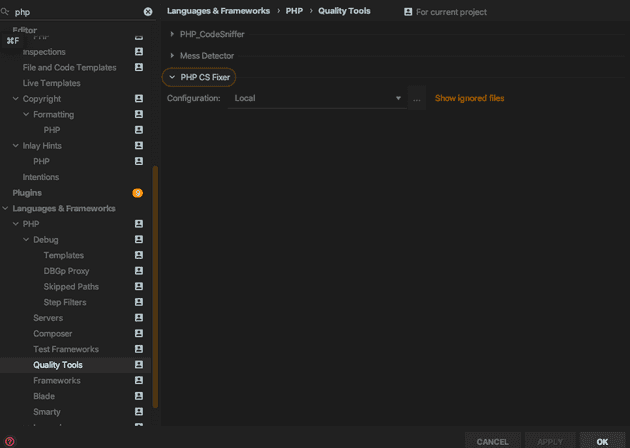 php
Languages & Frameworks › PHP › Quality Tools
For current project
Editor
⌘F
Inspections
File and Code Templates
Live Templates
Copyright
Formatting
PHP
Inlay Hints
PHP
Intentions
Plugins
Languages & Frameworks
PHP
Debug
Templates
DBGp Proxy
Skipped Paths
Step Filters
Servers
Composer
Test Frameworks
Quality Tools
Frameworks
Blade
Smarty
PHP_CodeSniffer
Mess Detector
PHP CS Fixer
Configuration: Local ... Show ignored files
?
CANCEL APPLY OK